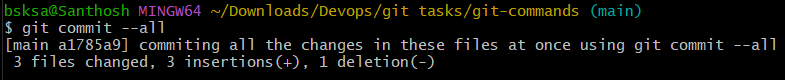 bsksa@Santhosh MINGW64 ~/Downloads/Devops/git tasks/git-commands (main)
$ git commit --all
[main a1785a9] commiting all the changes in these files at once using git commit --all
 3 files changed, 3 insertions(+), 1 deletion(-)